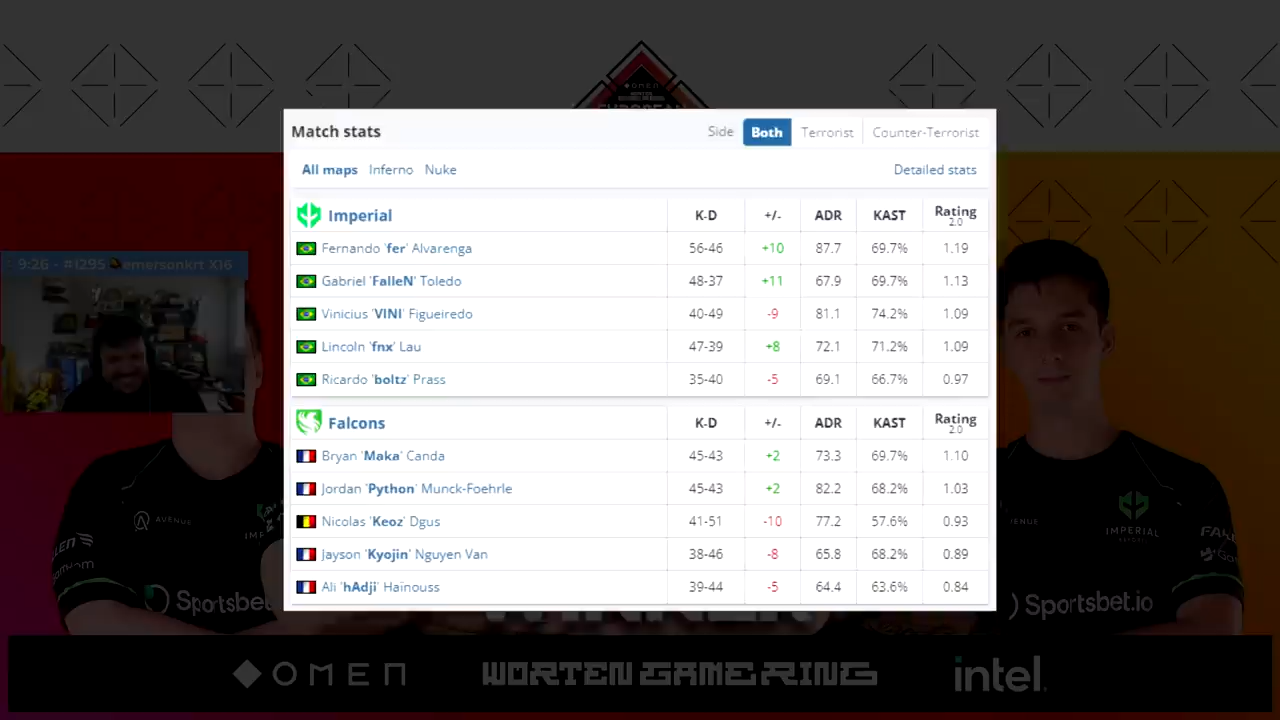 OMEN
Match stats
Side Both Terrorist Counter-Terrorist
All maps Inferno Nuke Detailed stats
Imperial K-D +/- ADR KAST Rating 2.0
Fernando 'fer' Alvarenga 56-46 +10 87.7 69.7% 1.19
Gabriel 'FalleN' Toledo 48-37 +11 67.9 69.7% 1.13
Vinicius 'VINI' Figueiredo 40-49 -9 81.1 74.2% 1.09
Lincoln 'fnx' Lau 47-39 +8 72.1 71.2% 1.09
Ricardo 'boltz' Prass 35-40 -5 69.1 66.7% 0.97
Falcons K-D +/- ADR KAST Rating 2.0
Bryan 'Maka' Canda 45-43 +2 73.3 69.7% 1.10
Jordan 'Python' Munck-Foehrle 45-43 +2 82.2 68.2% 1.03
Nicolas 'Keoz' Dgus 41-51 -10 77.2 57.6% 0.93
Jayson 'Kyojin' Nguyen Van 38-46 -8 65.8 68.2% 0.89
Ali 'hAdji' Haïnouss 39-44 -5 64.4 63.6% 0.84
9:26 - #1295 emersonkrt X16
AVENUE
IMPERIAL
Sportsbet.io
Sportsbet.io
WINNER
OMEN WORTEN GAME RING intel.